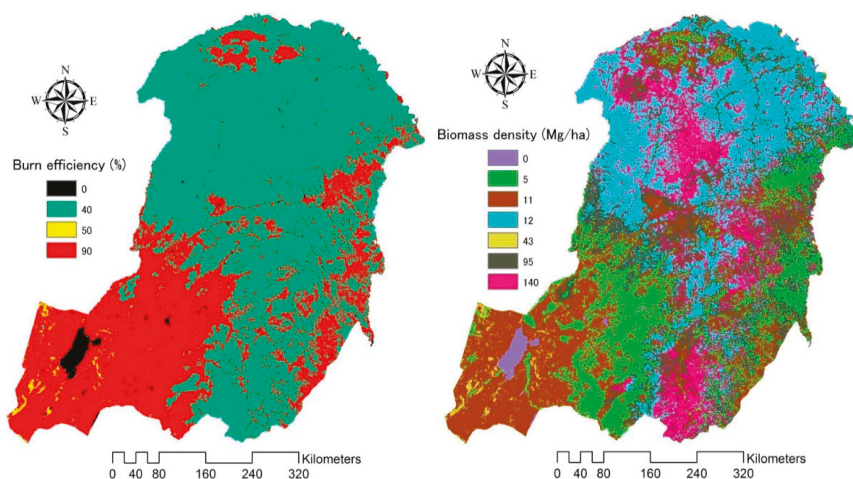 N
W E
S
Burn efficiency (%)
0
40
50
90
Kilometers
0 40 80 160 240 320
N
W E
S
Biomass density (Mg/ha)
0
5
11
12
43
95
140
Kilometers
0 40 80 160 240 320